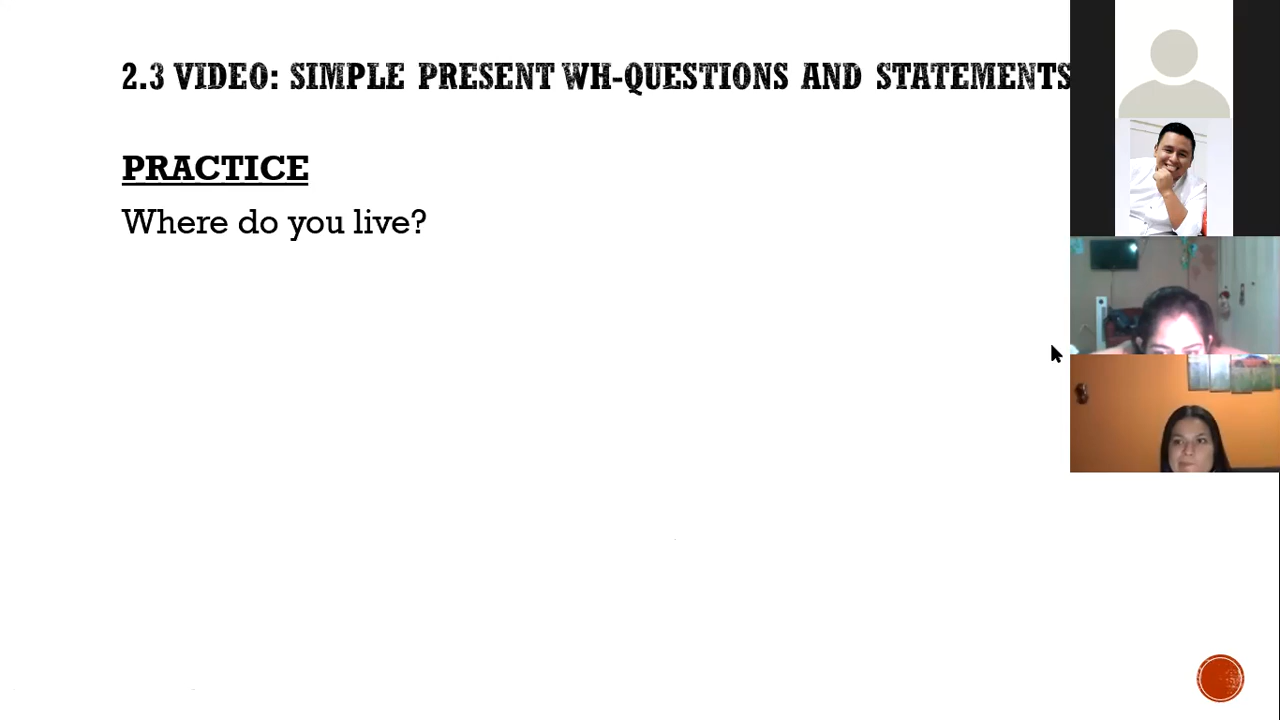 2.3 VIDEO: SIMPLE PRESENT WH-QUESTIONS AND STATEMENTS
PRACTICE
Where do you live?